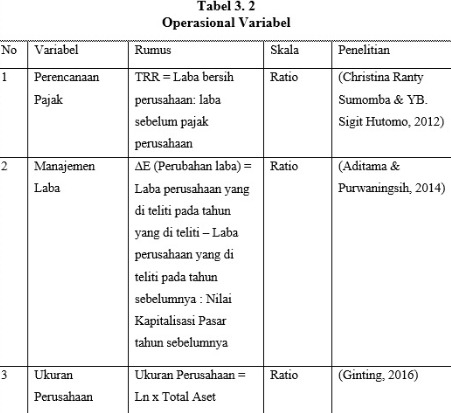 Tabel 3. 2
Operasional Variabel
No Variabel Rumus Skala Penelitian
1 Perencanaan TRR = Laba bersih Ratio (Christina Ranty
Pajak perusahaan: laba Sumomba & YB.
sebelum pajak Sigit Hutomo, 2012)
perusahaan
2 Manajemen ΔE (Perubahan laba) = Ratio (Aditama &
Laba Laba perusahaan yang Purwaningsih, 2014)
di teliti pada tahun
yang di teliti – Laba
perusahaan yang di
teliti pada tahun
sebelumnya : Nilai
Kapitalisasi Pasar
tahun sebelumnya
3 Ukuran Ukuran Perusahaan = Ratio (Ginting, 2016)
Perusahaan Ln x Total Aset